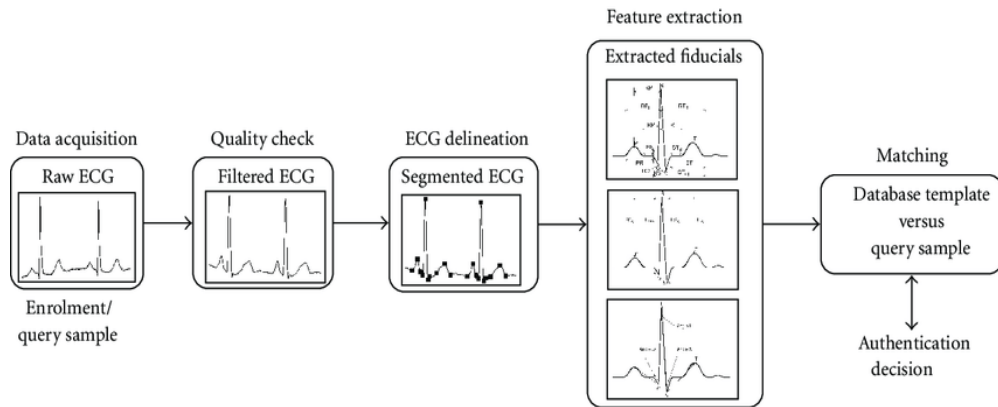 Feature extraction
Extracted fiducials
Data acquisition
Raw ECG
Enrolment/
query sample
Quality check
Filtered ECG
ECG delineation
Segmented ECG
Matching
Database template
versus
query sample
Authentication
decision